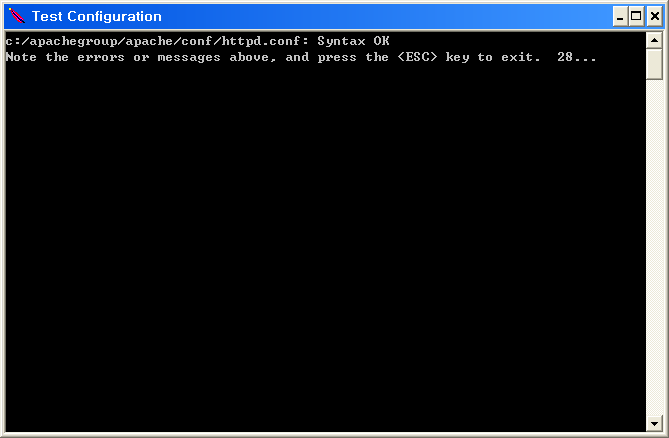 Test Configuration
c:/apachegroup/apache/conf/httpd.conf: Syntax OK
Note the errors or messages above, and press the <ESC> key to exit.  28...